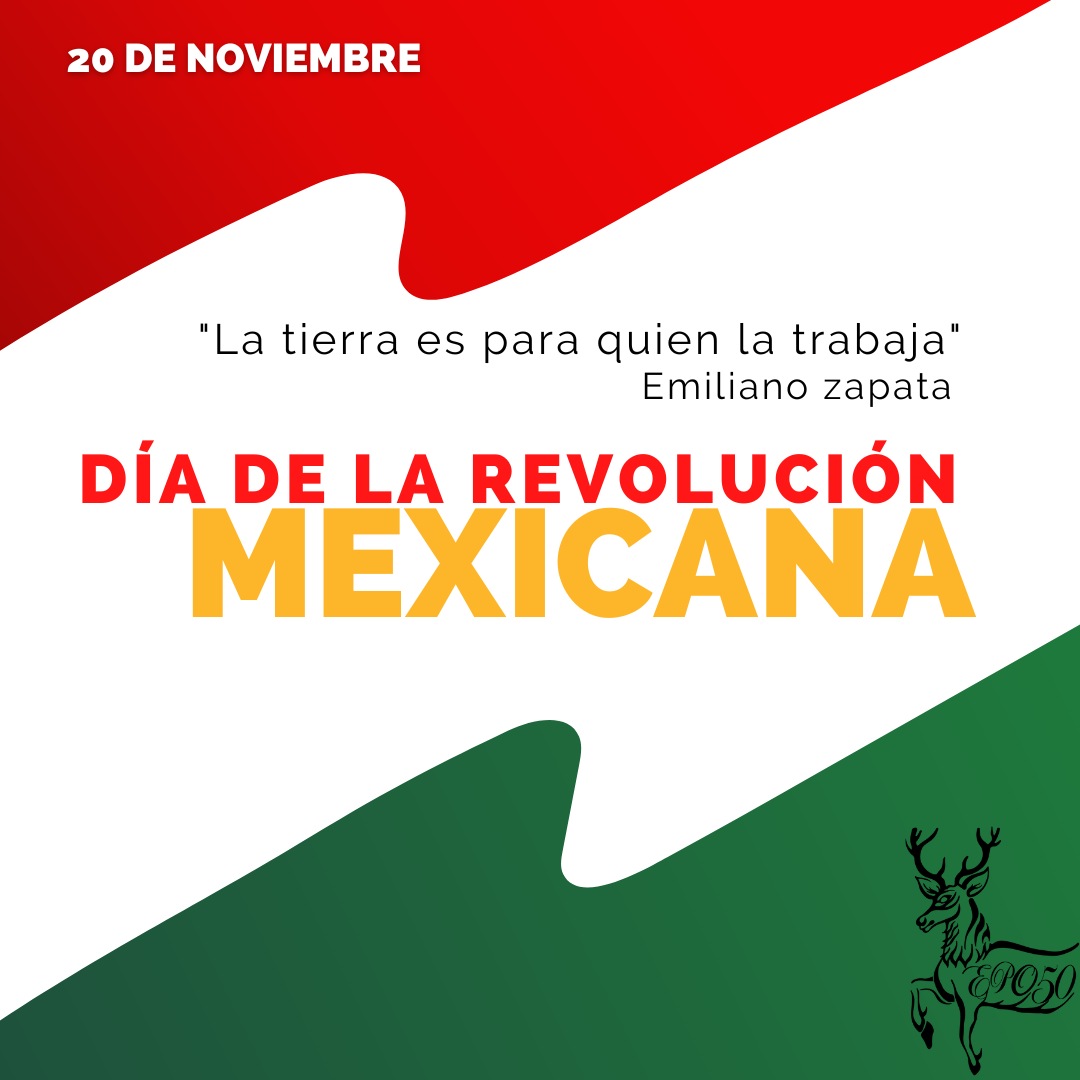 20 DE NOVIEMBRE
"La tierra es para quien la trabaja"
Emiliano zapata
DÍA DE LA REVOLUCIÓN
MEXICANA
EPO50